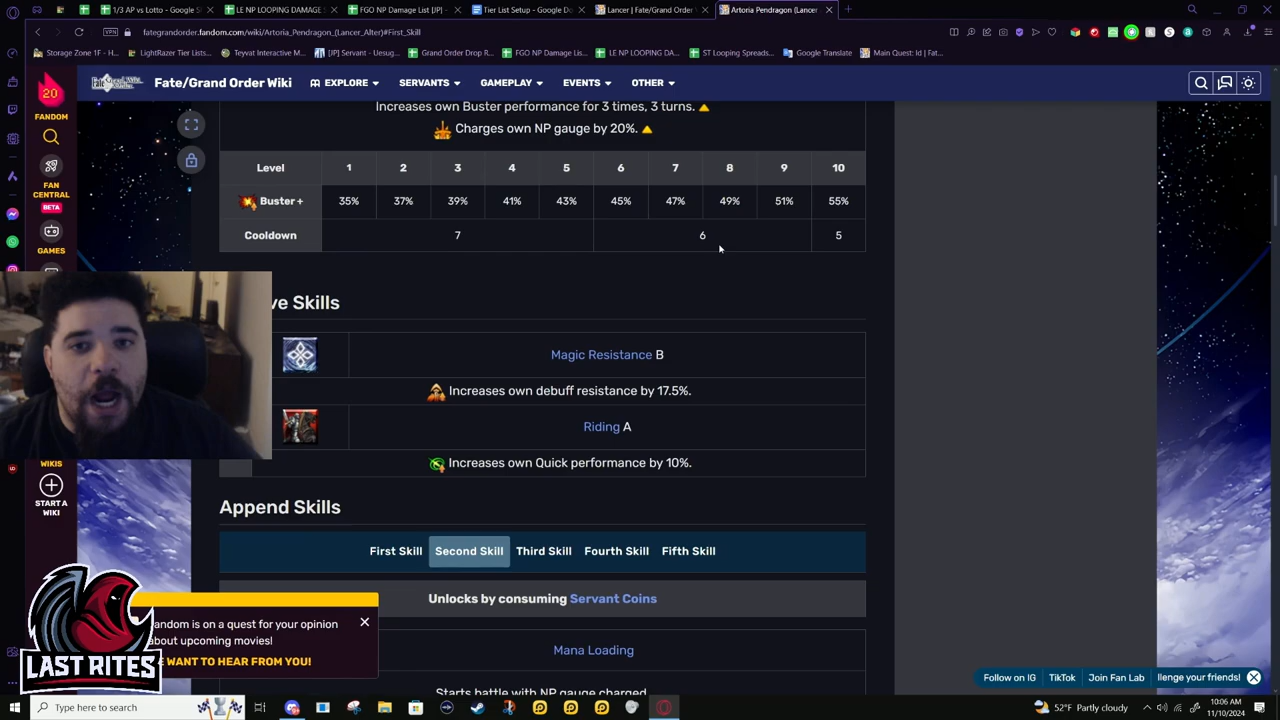 1/3 AP vs Lotto - Google S
LE NP LOOPING DAMAGE
FGO NP Damage List [JP] -
Tier List Setup - Google Do
Lancer | Fate/Grand Order
Artoria Pendragon (Lancer
VPN
fategrandorder.fandom.com/wiki/Artoria_Pendragon_(Lancer_Alter)#First_Skill
Storage Zone 1F - H...
LightRazer Tier Lists...
Teyvat Interactive M...
[JP] Servant - Uesug...
Grand Order Drop R...
FGO NP Damage Lis...
LE NP LOOPING DA...
ST Looping Spreads...
Google Translate
Main Quest: Id | Fat...
20
FANDOM
Fate/Grand Order Wiki
EXPLORE
SERVANTS
GAMEPLAY
EVENTS
OTHER
FAN
CENTRAL
BETA
GAMES
WIKIS
START A
WIKI
Increases own Buster performance for 3 times, 3 turns.
Charges own NP gauge by 20%.
Level 1 2 3 4 5 6 7 8 9 10
Buster + 35% 37% 39% 41% 43% 45% 47% 49% 51% 55%
Cooldown 7 6 5
ve Skills
Magic Resistance B
Increases own debuff resistance by 17.5%.
Riding A
Increases own Quick performance by 10%.
Append Skills
First Skill Second Skill Third Skill Fourth Skill Fifth Skill
Unlocks by consuming Servant Coins
Mana Loading
Starts battle with NP gauge charged
andom is on a quest for your opinion
about upcoming movies!
WANT TO HEAR FROM YOU!
LAST RITES
Follow on IG
TikTok
Join Fan Lab
llenge your friends!
Type here to search
52°F Partly cloudy
10:06 AM
11/10/2024